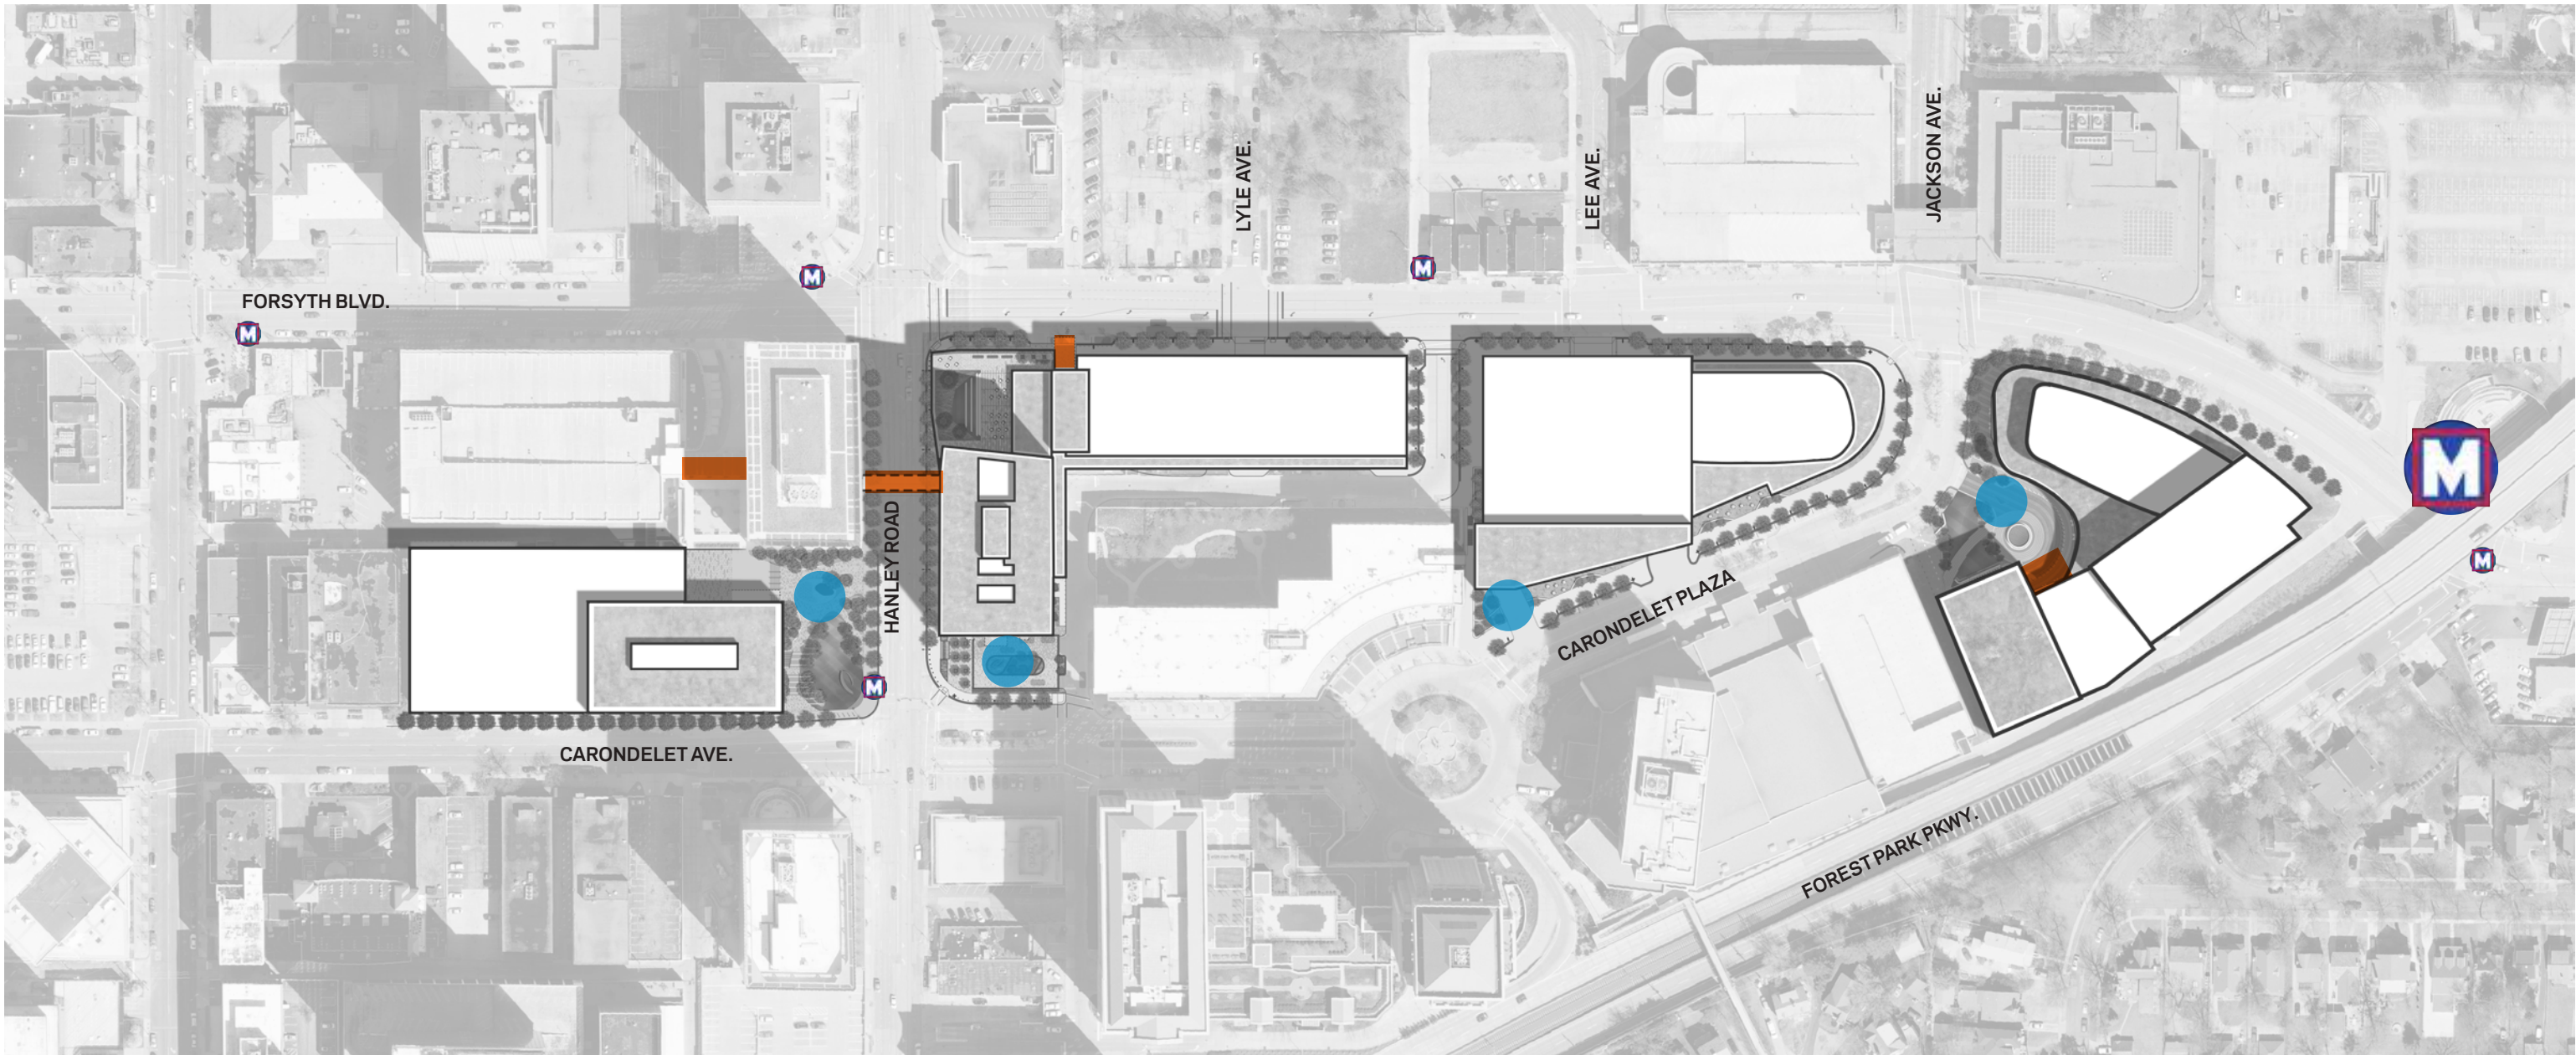 LYLE AVE.
LEE AVE.
JACKSON AVE.
M
M
FORSYTH BLVD.
M
M
HANLEY ROAD
M
CARONDELET PLAZA
M
CARONDELET AVE.
FOREST PARK PKWY.